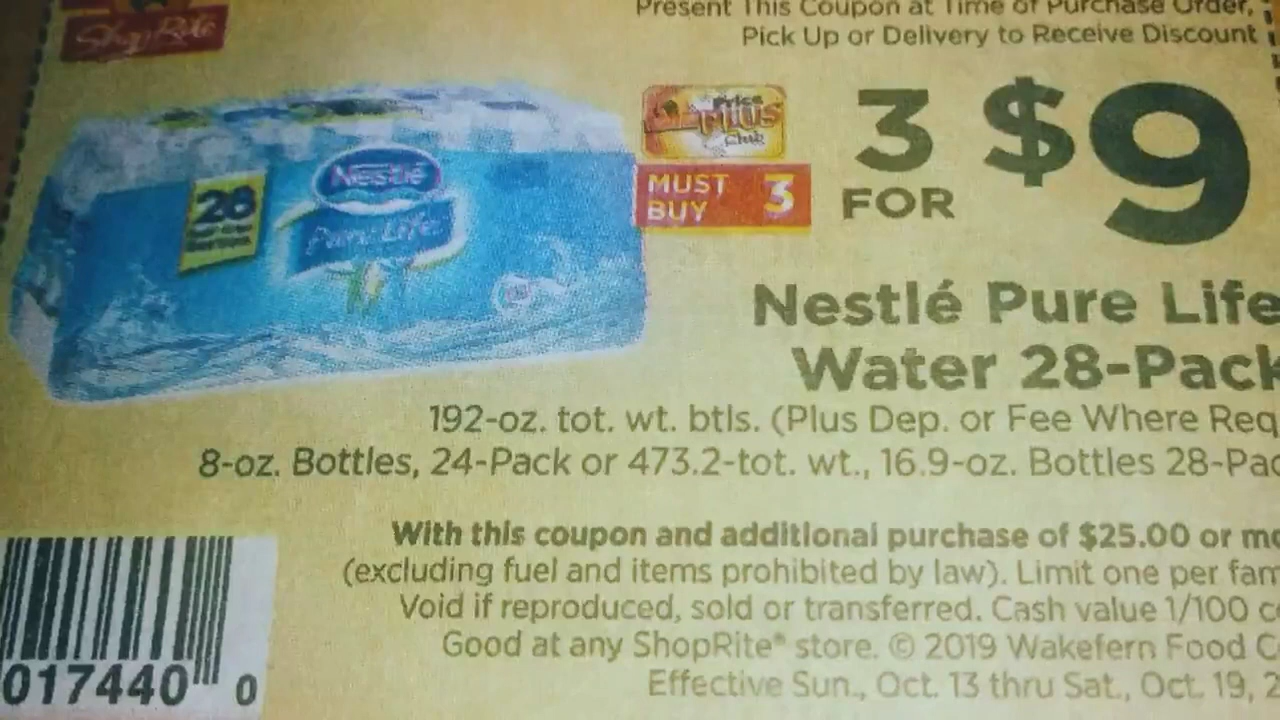 ShopRite
Present This Coupon at Time of Purchase Order,
Pick Up or Delivery to Receive Discount
Price
Plus
Club
MUST
BUY 3
3
FOR
$9
28
Nestlé
Pure Life
Nestlé Pure Life
Water 28-Pack
192-oz. tot. wt. btls. (Plus Dep. or Fee Where Req
8-oz. Bottles, 24-Pack or 473.2-tot. wt., 16.9-oz. Bottles 28-Pac
With this coupon and additional purchase of $25.00 or mo
(excluding fuel and items prohibited by law). Limit one per fam
Void if reproduced, sold or transferred. Cash value 1/100 c
Good at any ShopRite® store. © 2019 Wakefern Food C
Effective Sun., Oct. 13 thru Sat., Oct. 19, 2
017440 0